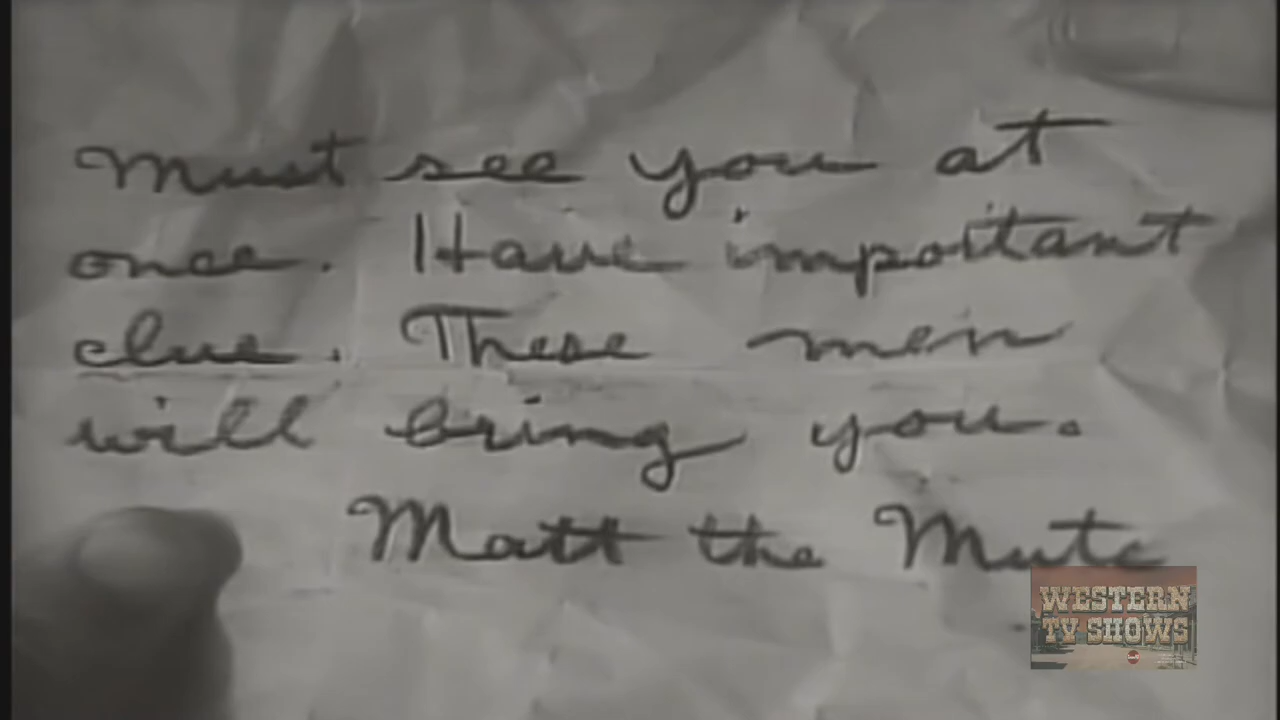 Must see you at
once. Have important
clue. These men
will bring you.
Matt the Mute
WESTERN
TV SHOWS